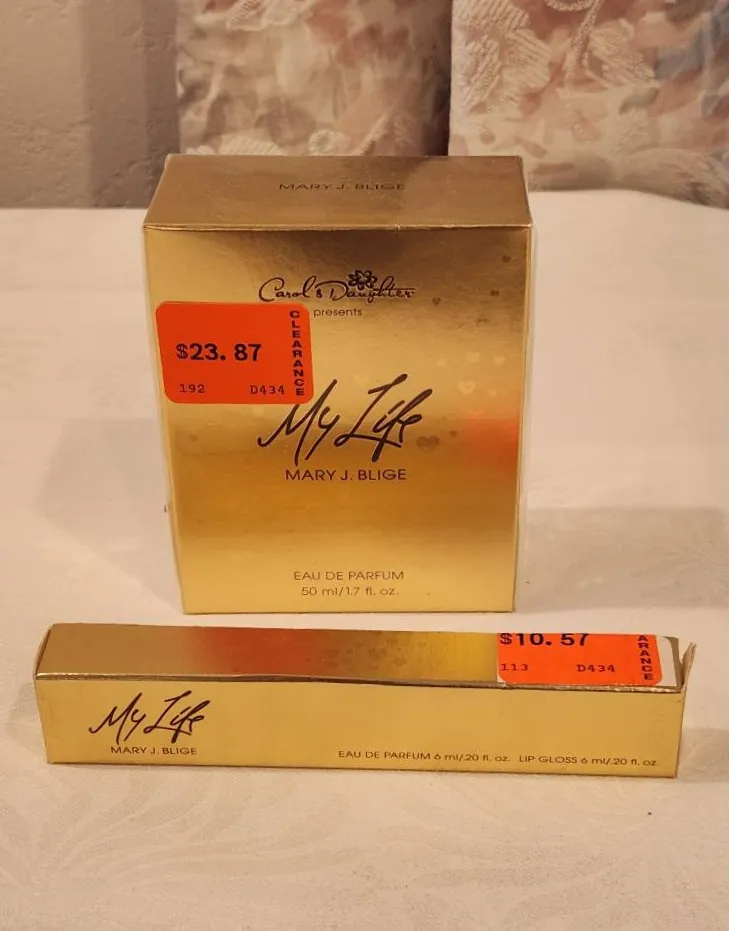 MARY J. BLIGE
Carol's Daughter
presents
CLEARANCE
$23.87
192 D434
My Life
MARY J. BLIGE
EAU DE PARFUM
50 ml/1.7 fl. oz.
$10.57
ARANCE
113 D434
My Life
MARY J. BLIGE
EAU DE PARFUM 6 ml/.20 fl. oz. LIP GLOSS 6 ml/.20 fl. oz.